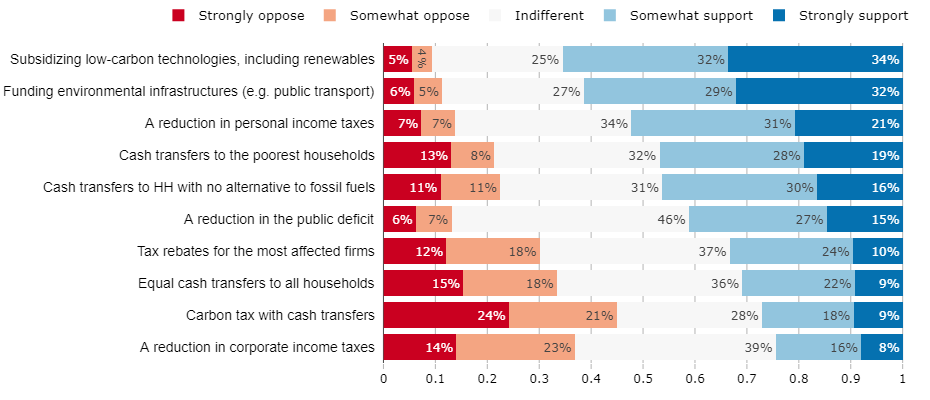 Strongly oppose Somewhat oppose Indifferent Somewhat support Strongly support
Subsidizing low-carbon technologies, including renewables 5% 4% 25% 32% 34%
Funding environmental infrastructures (e.g. public transport) 6% 5% 27% 29% 32%
A reduction in personal income taxes 7% 7% 34% 31% 21%
Cash transfers to the poorest households 13% 8% 32% 28% 19%
Cash transfers to HH with no alternative to fossil fuels 11% 11% 31% 30% 16%
A reduction in the public deficit 6% 7% 46% 27% 15%
Tax rebates for the most affected firms 12% 18% 37% 24% 10%
Equal cash transfers to all households 15% 18% 36% 22% 9%
Carbon tax with cash transfers 24% 21% 28% 18% 9%
A reduction in corporate income taxes 14% 23% 39% 16% 8%
0 0.1 0.2 0.3 0.4 0.5 0.6 0.7 0.8 0.9 1